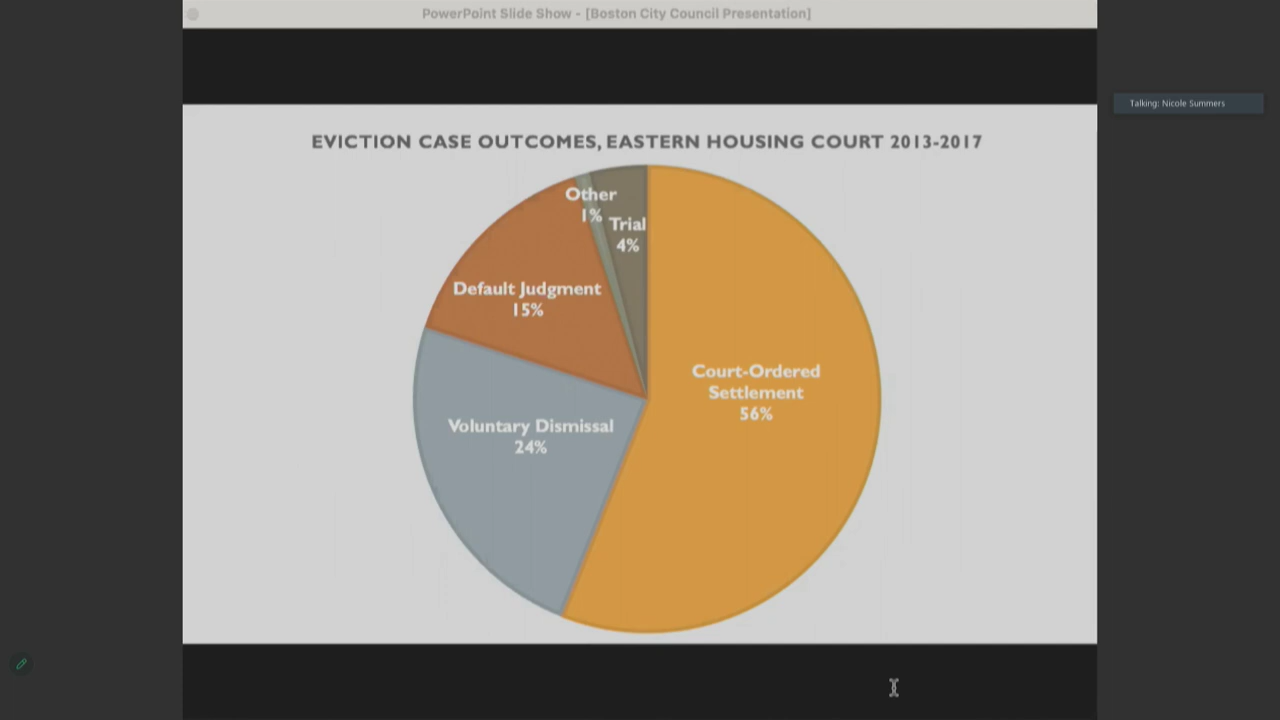 PowerPoint Slide Show - [Boston City Council Presentation]
Talking: Nicole Summers
EVICTION CASE OUTCOMES, EASTERN HOUSING COURT 2013-2017
Other
1%
Trial
4%
Default Judgment
15%
Court-Ordered
Settlement
56%
Voluntary Dismissal
24%